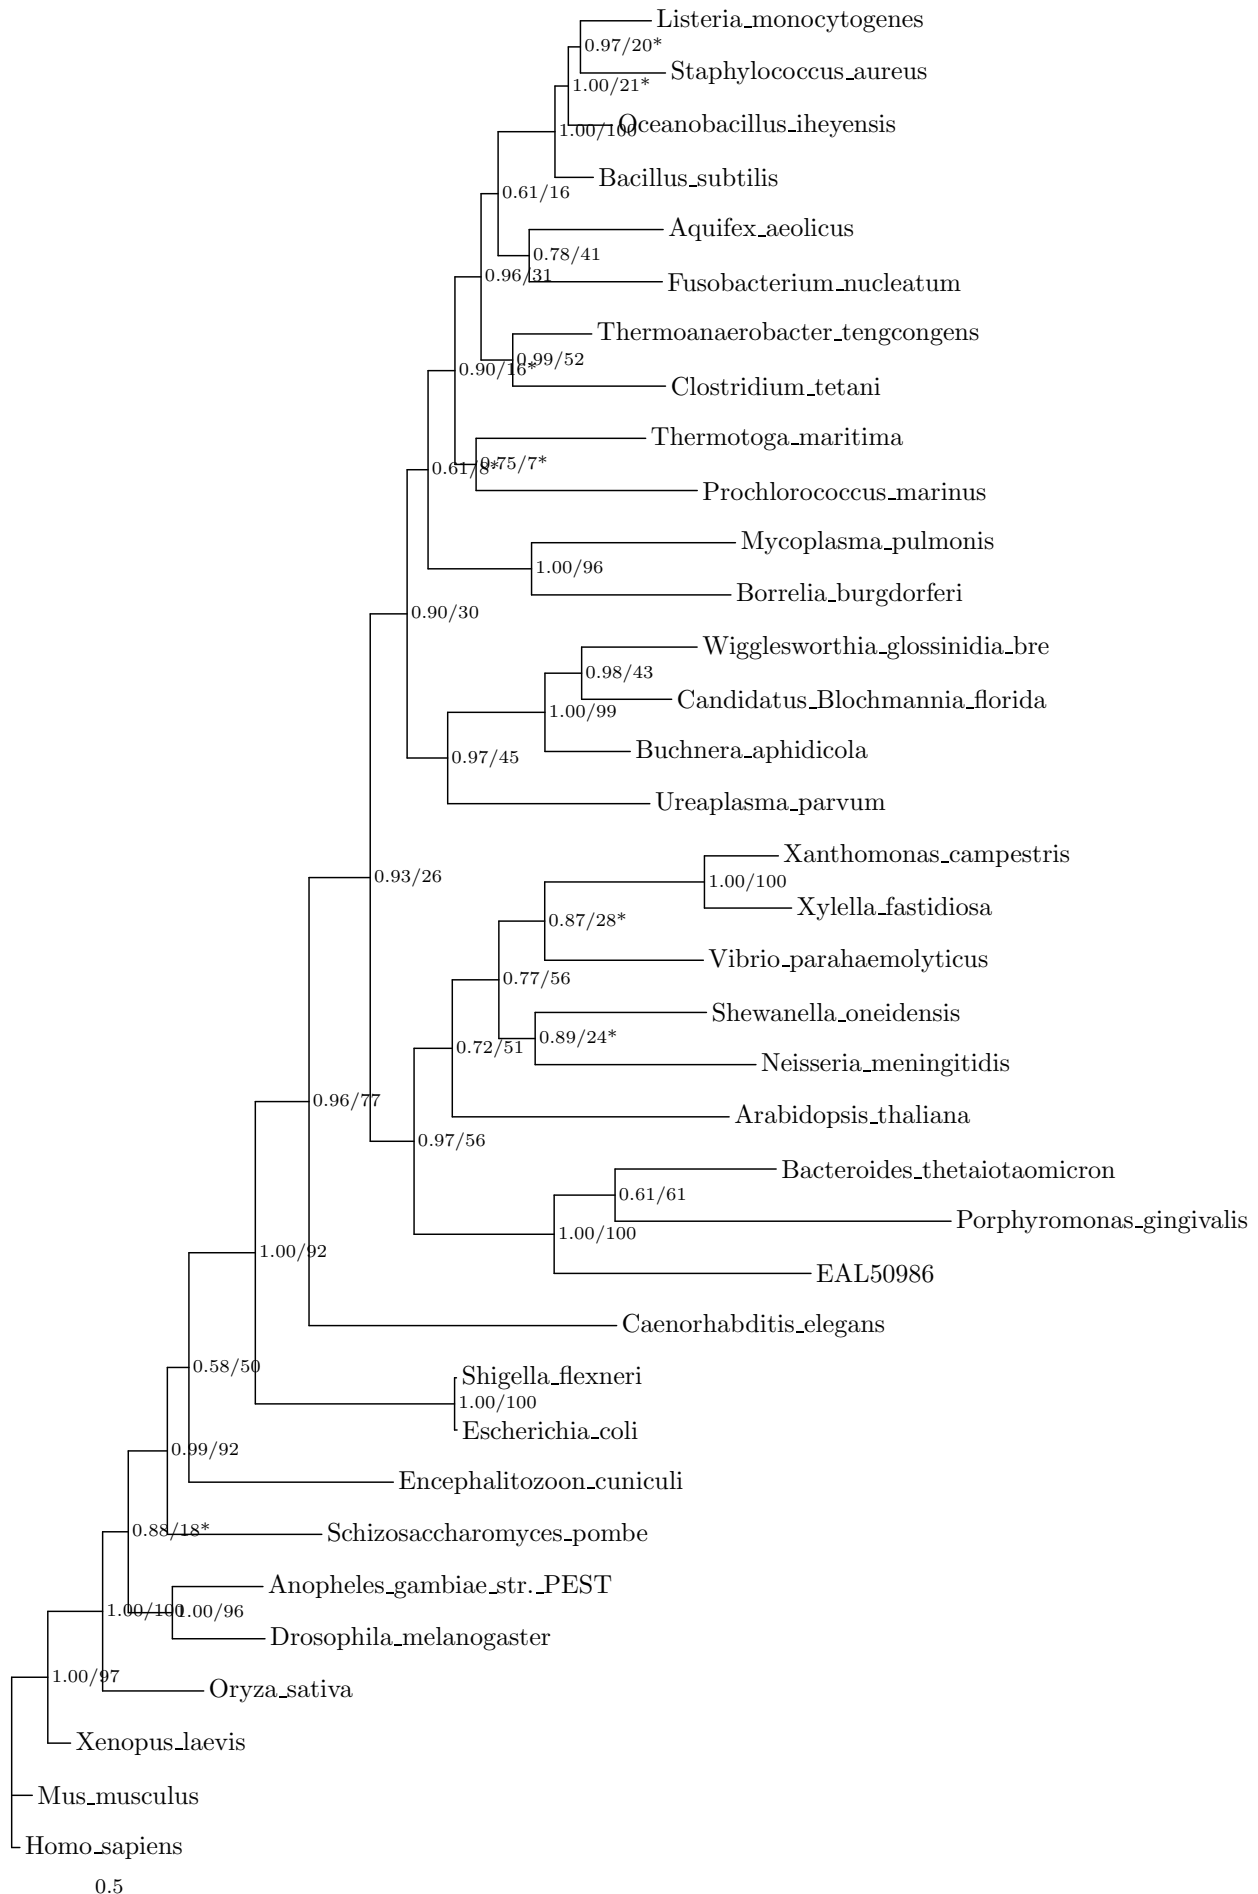 Listeria_monocytogenes
0.97/20*
Staphylococcus_aureus
1.00/21*
Oceanobacillus_iheyensis
1.00/100
Bacillus_subtilis
0.61/16
Aquifex_aeolicus
0.78/41
0.96/31
Fusobacterium_nucleatum
Thermoanaerobacter_tengcongens
0.99/52
0.90/16*
Clostridium_tetani
Thermotoga_maritima
0.61/8*
0.75/7*
Prochlorococcus_marinus
Mycoplasma_pulmonis
1.00/96
Borrelia_burgdorferi
0.90/30
Wigglesworthia_glossinidia_bre
0.98/43
Candidatus_Blochmannia_florida
1.00/99
Buchnera_aphidicola
0.97/45
Ureaplasma_parvum
Xanthomonas_campestris
0.93/26
1.00/100
Xylella_fastidiosa
0.87/28*
Vibrio_parahaemolyticus
0.77/56
Shewanella_oneidensis
0.89/24*
0.72/51
Neisseria_meningitidis
0.96/77
Arabidopsis_thaliana
0.97/56
Bacteroides_thetaiotaomicron
0.61/61
Porphyromonas_gingivalis
1.00/100
1.00/92
EAL50986
Caenorhabditis_elegans
0.58/50
Shigella_flexneri
1.00/100
Escherichia_coli
0.99/92
Encephalitozoon_cuniculi
0.88/18*
Schizosaccharomyces_pombe
Anopheles_gambiae_str._PEST
1.00/100
1.00/96
Drosophila_melanogaster
1.00/97
Oryza_sativa
Xenopus_laevis
Mus_musculus
Homo_sapiens
0.5